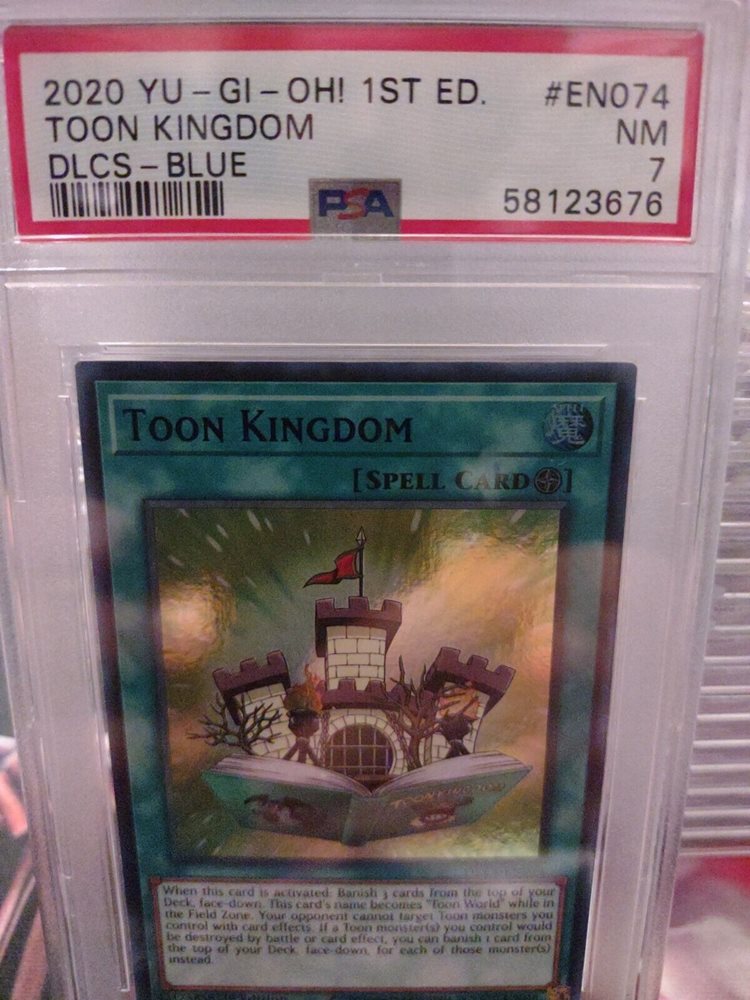 2020 YU-GI-OH! 1ST ED. #EN074
TOON KINGDOM NM
DLCS-BLUE 7
PSA 58123676
TOON KINGDOM
魔
[SPELL CARD]
TOON KINGDOM
When this card is activated: Banish 3 cards from the top of your
Deck, face-down. This card's name becomes "Toon World" while in
the Field Zone. Your opponent cannot target Toon monsters you
control with card effects. If a Toon monster(s) you control would
be destroyed by battle or card effect, you can banish 1 card from
the top of your Deck, face-down, for each of those monster(s)
instead.